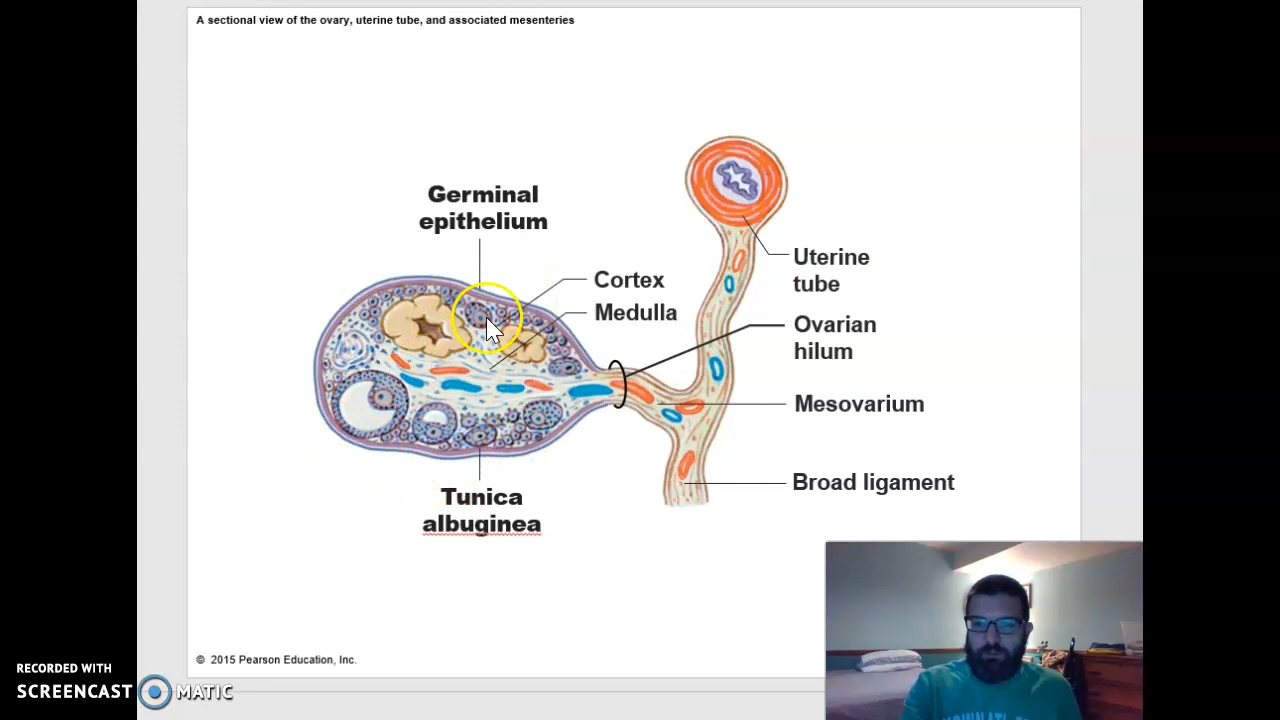 A sectional view of the ovary, uterine tube, and associated mesenteries
Germinal
epithelium
Cortex
Medulla
Uterine
tube
Ovarian
hilum
Mesovarium
Broad ligament
Tunica
albuginea
© 2015 Pearson Education, Inc.
RECORDED WITH
SCREENCAST MATIC